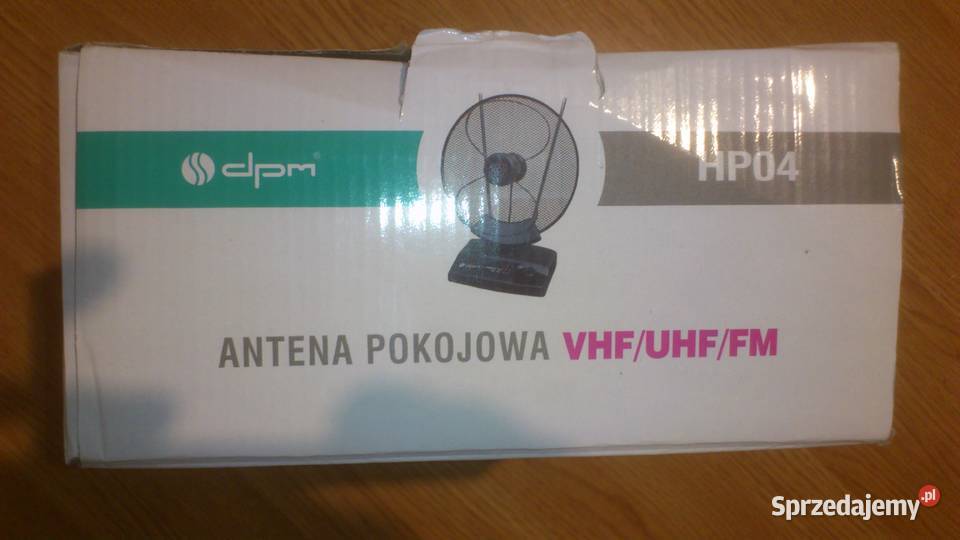 dpm®
HP04
ANTENA POKOJOWA VHF/UHF/FM
Sprzedajemy.pl